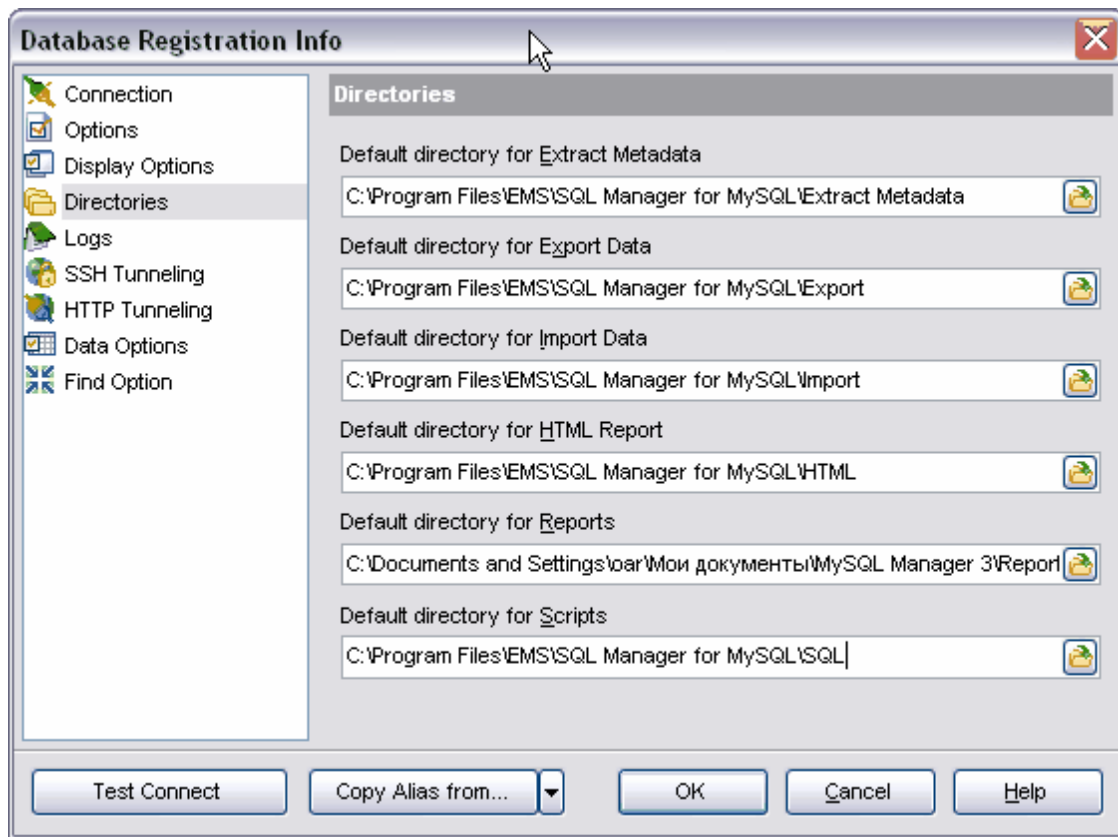 Database Registration Info
Connection
Options
Display Options
Directories
Logs
SSH Tunneling
HTTP Tunneling
Data Options
Find Option
Directories
Default directory for Extract Metadata
C:\Program Files\EMS\SQL Manager for MySQL\Extract Metadata
Default directory for Export Data
C:\Program Files\EMS\SQL Manager for MySQL\Export
Default directory for Import Data
C:\Program Files\EMS\SQL Manager for MySQL\Import
Default directory for HTML Report
C:\Program Files\EMS\SQL Manager for MySQL\HTML
Default directory for Reports
C:\Documents and Settings\oar\Мои документы\MySQL Manager 3\Report
Default directory for Scripts
C:\Program Files\EMS\SQL Manager for MySQL\SQL
Test Connect
Copy Alias from...
OK
Cancel
Help